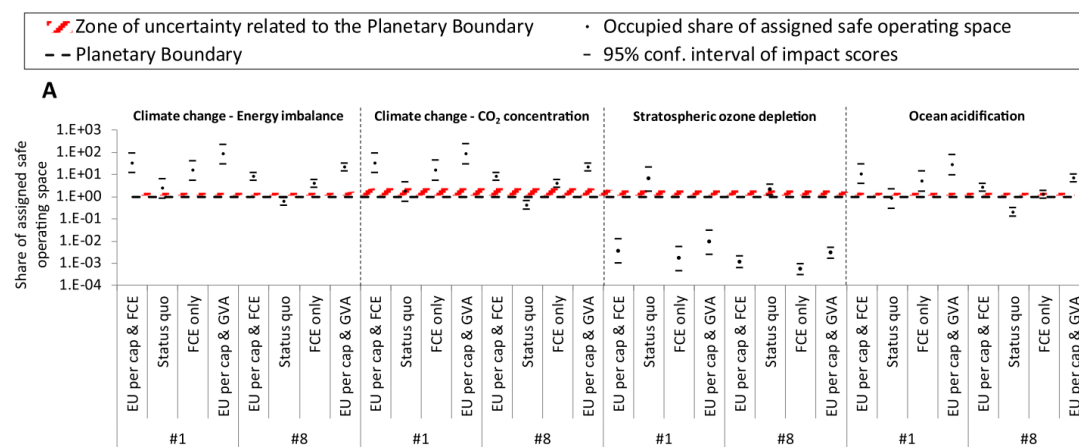 Zone of uncertainty related to the Planetary Boundary
Occupied share of assigned safe operating space
Planetary Boundary
95% conf. interval of impact scores
A
Climate change - Energy imbalance
Climate change - CO₂ concentration
Stratospheric ozone depletion
Ocean acidification
Share of assigned safe
operating space
1.E+03
1.E+02
1.E+01
1.E+00
1.E-01
1.E-02
1.E-03
1.E-04
EU per cap & FCE
Status quo
FCE only
EU per cap & GVA
EU per cap & FCE
Status quo
FCE only
EU per cap & GVA
EU per cap & FCE
Status quo
FCE only
EU per cap & GVA
EU per cap & FCE
Status quo
FCE only
EU per cap & GVA
EU per cap & FCE
Status quo
FCE only
EU per cap & GVA
EU per cap & FCE
Status quo
FCE only
EU per cap & GVA
EU per cap & FCE
Status quo
FCE only
EU per cap & GVA
EU per cap & FCE
Status quo
FCE only
EU per cap & GVA
#1
#8
#1
#8
#1
#8
#1
#8